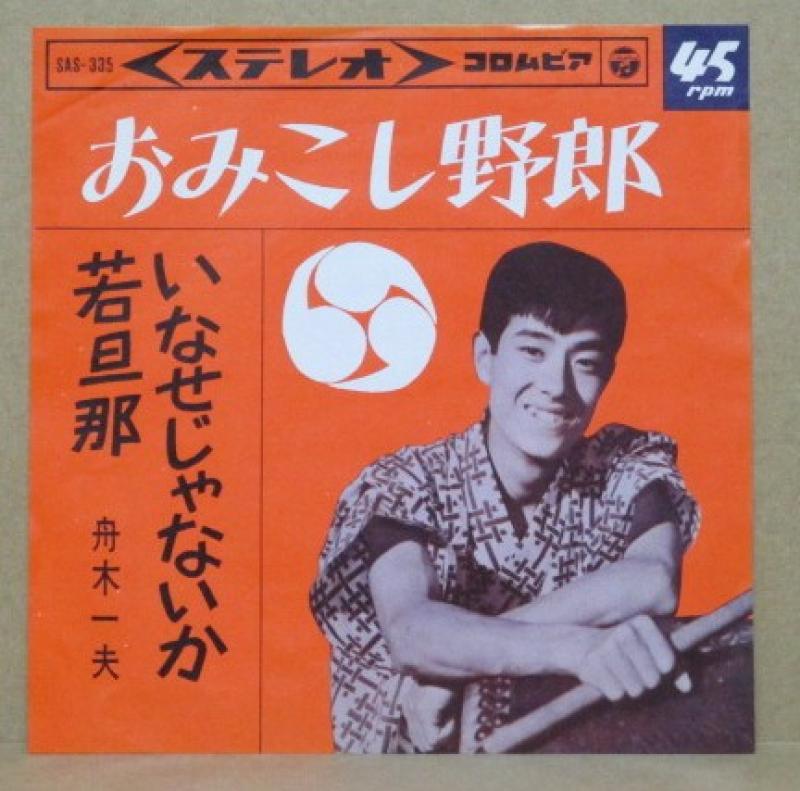 SAS-335 <ステレオ> コロムビア
45
rpm
おみこし野郎
いなせじゃないか
若旦那
舟木一夫